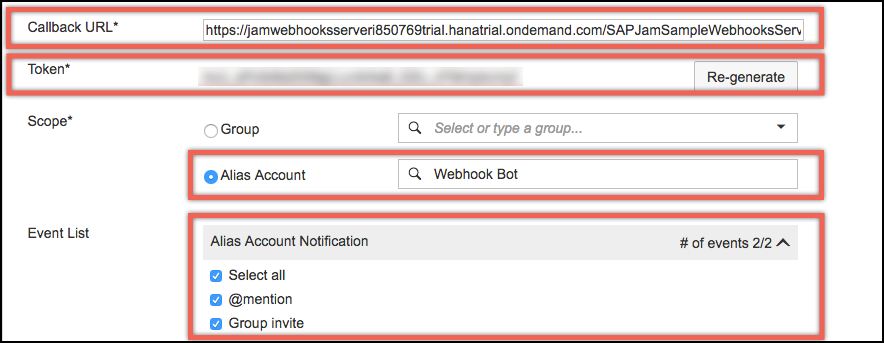 Callback URL*
https://jamwebhooksserveri850769trial.hanatrial.ondemand.com/SAPJamSampleWebhooksServ
Token*
Re-generate
Scope*
Group
Select or type a group...
Alias Account
Webhook Bot
Event List
Alias Account Notification
# of events 2/2
Select all
@mention
Group invite